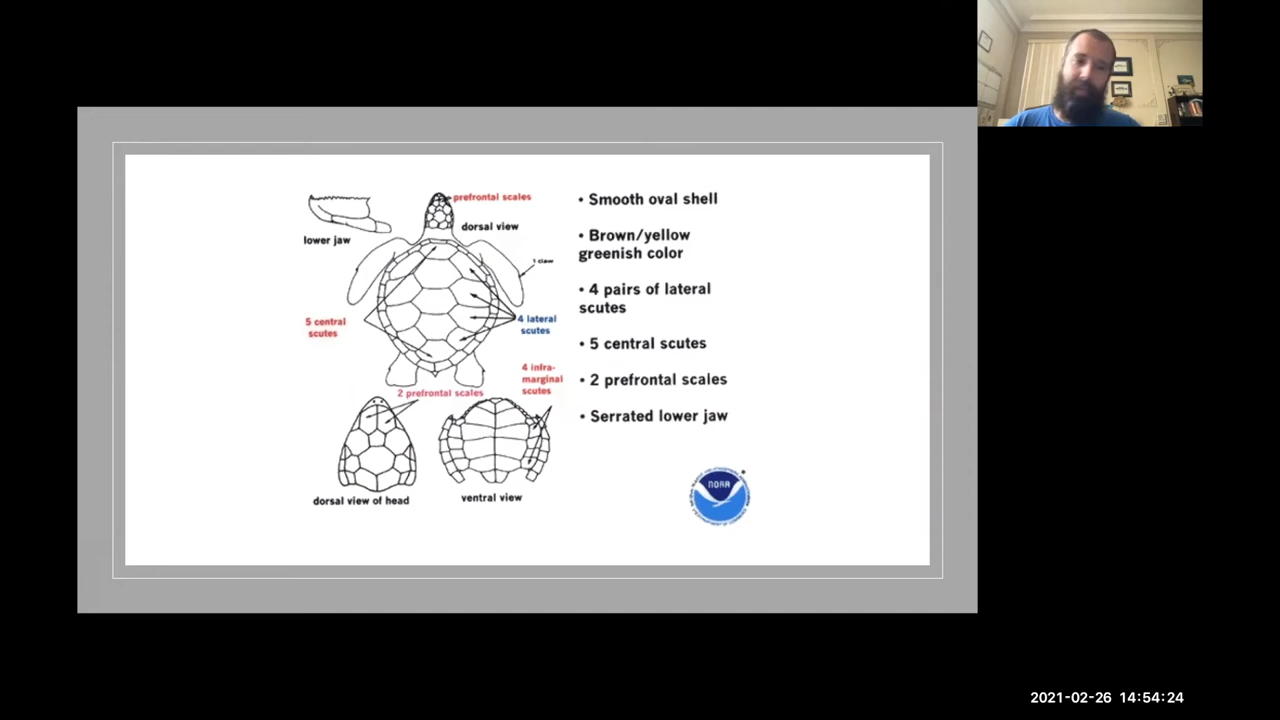 prefrontal scales
dorsal view
lower jaw
1 claw
5 central
scutes
4 lateral
scutes
4 infra-
marginal
scutes
2 prefrontal scales
dorsal view of head
ventral view
• Smooth oval shell
• Brown/yellow
greenish color
• 4 pairs of lateral
scutes
• 5 central scutes
• 2 prefrontal scales
• Serrated lower jaw
NOAA
2021-02-26 14:54:24